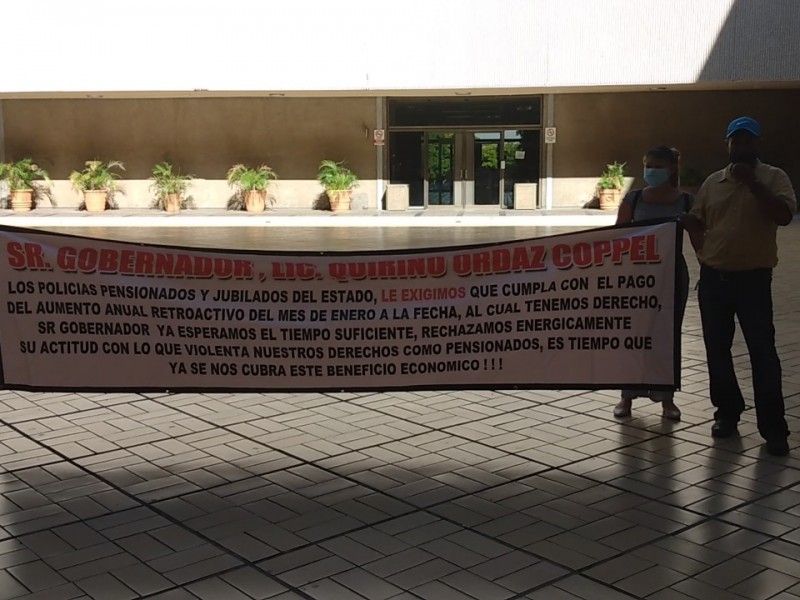 SR. GOBERNADOR , LIC. QUIRINO ORDAZ COPPEL
LOS POLICIAS PENSIONADOS Y JUBILADOS DEL ESTADO, LE EXIGIMOS QUE CUMPLA CON EL PAGO
DEL AUMENTO ANUAL RETROACTIVO DEL MES DE ENERO A LA FECHA, AL CUAL TENEMOS DERECHO,
SR GOBERNADOR YA ESPERAMOS EL TIEMPO SUFICIENTE, RECHAZAMOS ENERGICAMENTE
SU ACTITUD CON LO QUE VIOLENTA NUESTROS DERECHOS COMO PENSIONADOS, ES TIEMPO QUE
YA SE NOS CUBRA ESTE BENEFICIO ECONOMICO ! ! !